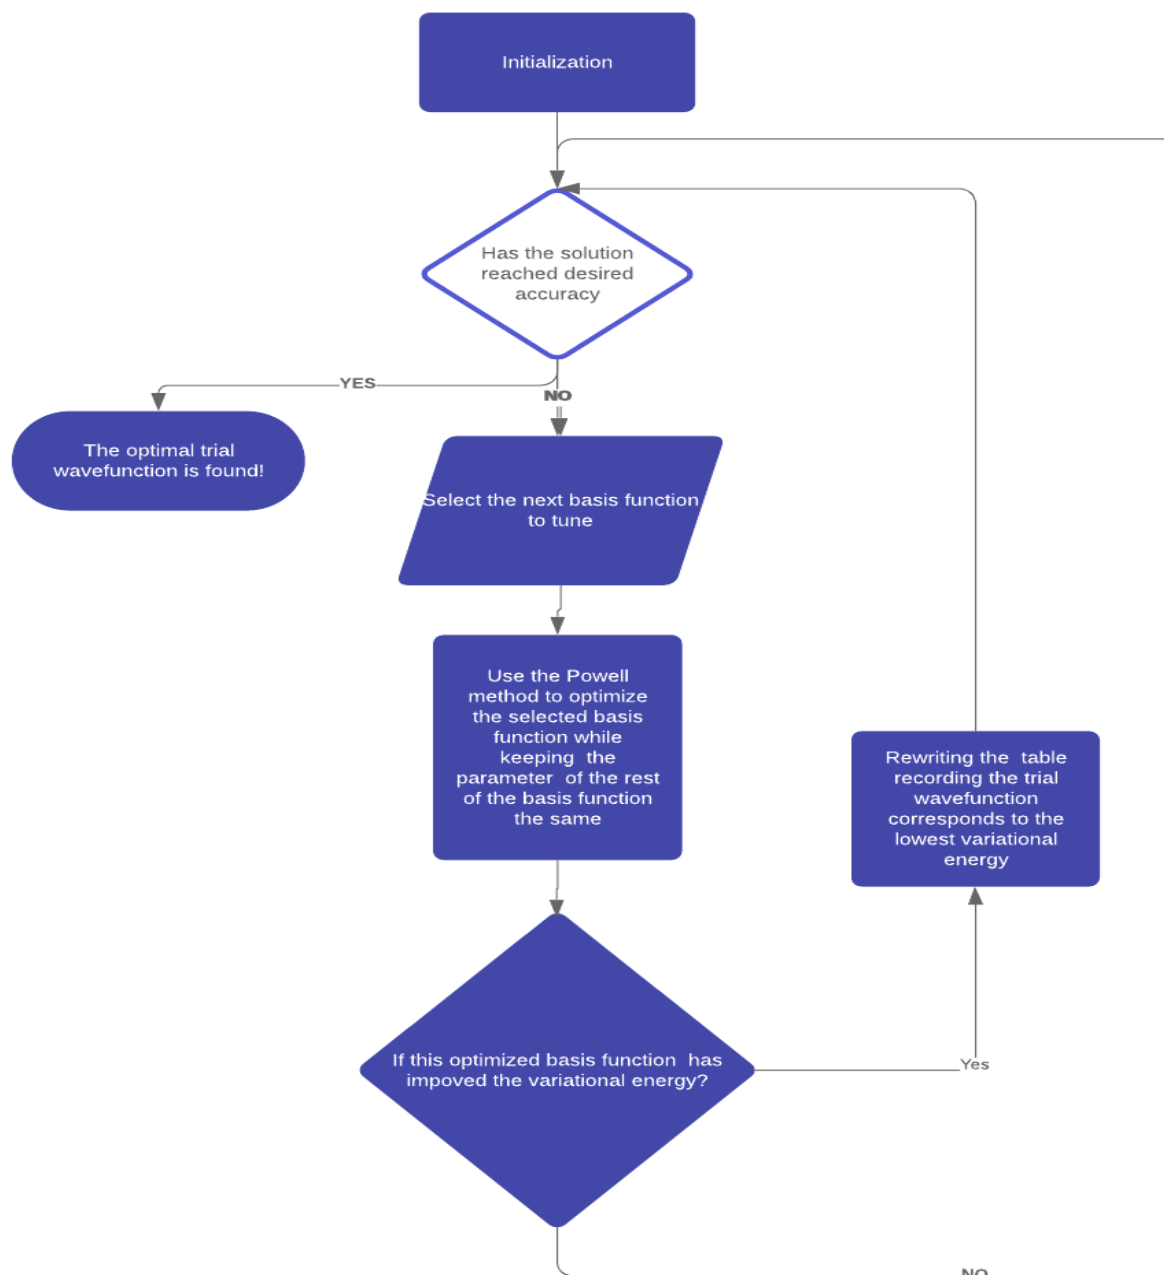 Initialization
Has the solution
reached desired
accuracy
YES
NO
The optimal trial
wavefunction is found!
Select the next basis function
to tune
Use the Powell
method to optimize
the selected basis
function while
keeping the
parameter of the rest
of the basis function
the same
Rewriting the table
recording the trial
wavefunction
corresponds to the
lowest variational
energy
If this optimized basis function has
impoved the variational energy?
Yes
NO